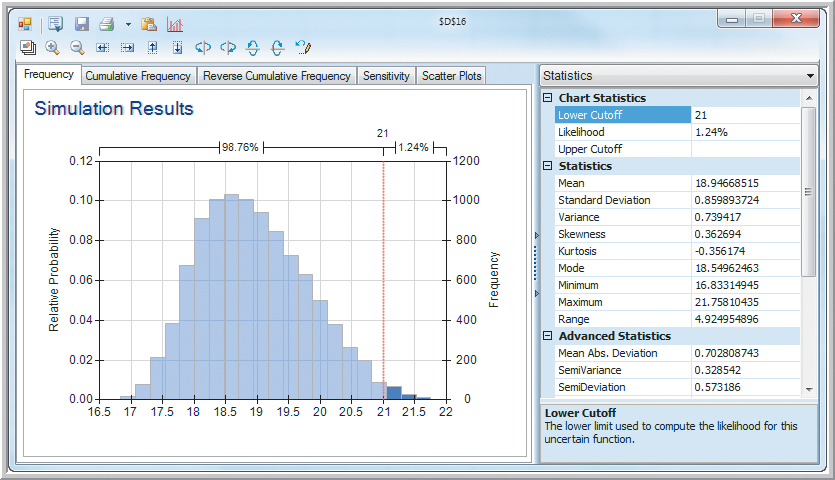 $D$16
Frequency
Cumulative Frequency
Reverse Cumulative Frequency
Sensitivity
Scatter Plots
Simulation Results
21
98.76%
1.24%
0.12
0.10
0.08
0.06
0.04
0.02
0.00
Relative Probability
1200
1000
800
600
400
200
0
Frequency
16.5 17 17.5 18 18.5 19 19.5 20 20.5 21 21.5 22
Statistics
Chart Statistics
Lower Cutoff 21
Likelihood 1.24%
Upper Cutoff
Statistics
Mean 18.94668515
Standard Deviation 0.859893724
Variance 0.739417
Skewness 0.362694
Kurtosis -0.356174
Mode 18.54962463
Minimum 16.83314945
Maximum 21.75810435
Range 4.924954896
Advanced Statistics
Mean Abs. Deviation 0.702808743
SemiVariance 0.328542
SemiDeviation 0.573186
Lower Cutoff
The lower limit used to compute the likelihood for this
uncertain function.